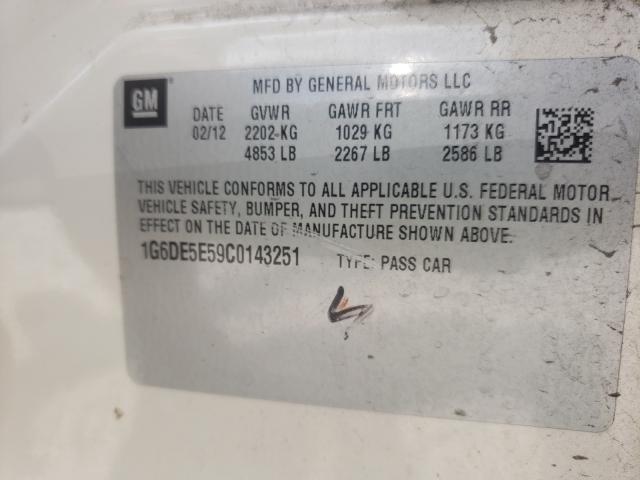 GM
MFD BY GENERAL MOTORS LLC
DATE GVWR GAWR FRT GAWR RR
02/12 2202 KG 1029 KG 1173 KG
4853 LB 2267 LB 2586 LB
THIS VEHICLE CONFORMS TO ALL APPLICABLE U.S. FEDERAL MOTOR
VEHICLE SAFETY, BUMPER, AND THEFT PREVENTION STANDARDS IN
EFFECT ON THE DATE OF MANUFACTURE SHOWN ABOVE.
1G6DE5E59C0143251 TYPE: PASS CAR